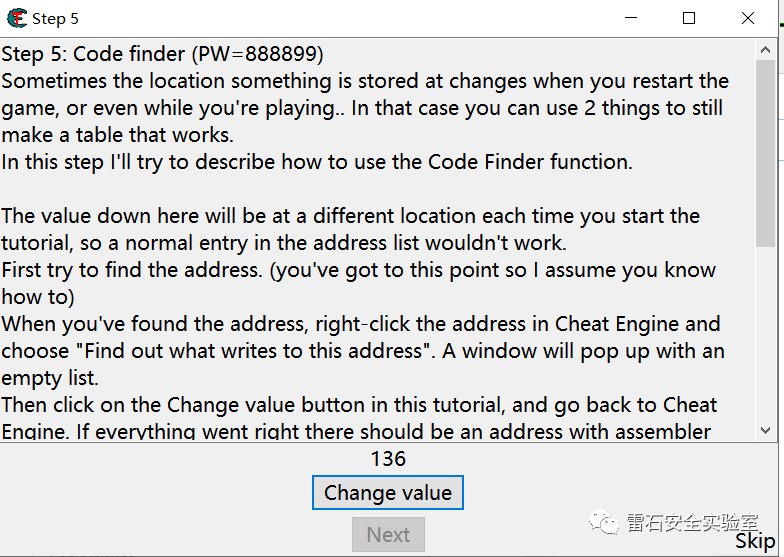 Step 5
Step 5: Code finder (PW=888899)
Sometimes the location something is stored at changes when you restart the
game, or even while you're playing.. In that case you can use 2 things to still
make a table that works.
In this step I'll try to describe how to use the Code Finder function.
The value down here will be at a different location each time you start the
tutorial, so a normal entry in the address list wouldn't work.
First try to find the address. (you've got to this point so I assume you know
how to)
When you've found the address, right-click the address in Cheat Engine and
choose "Find out what writes to this address". A window will pop up with an
empty list.
Then click on the Change value button in this tutorial, and go back to Cheat
Engine. If everything went right there should be an address with assembler
136
Change value
Next
雷石安全实验室
Skip